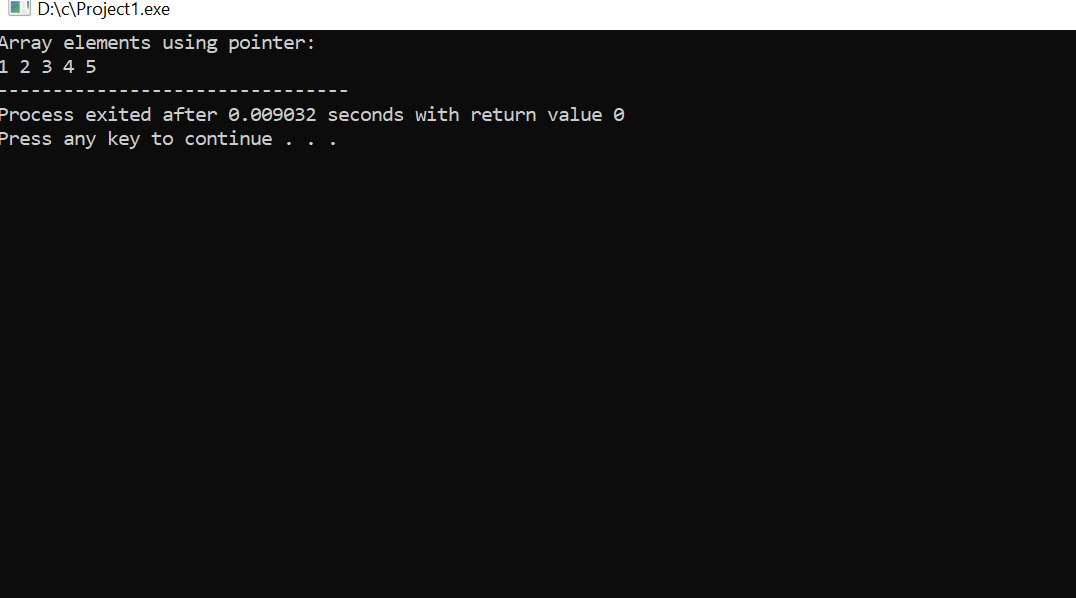 D:\c\Project1.exe
Array elements using pointer:
1 2 3 4 5
--------------------------------
Process exited after 0.009032 seconds with return value 0
Press any key to continue . . .